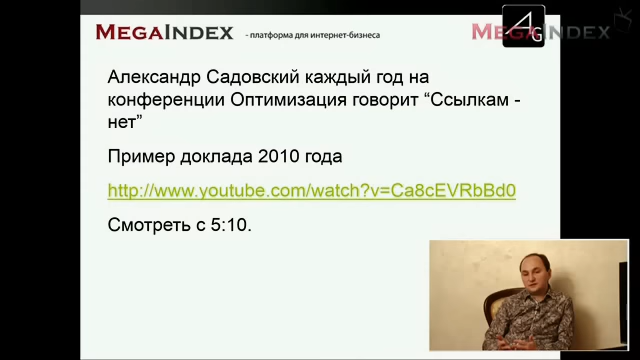 MEGAINDEX - платформа для интернет-бизнеса
AG
MEGAINDEX
Александр Садовский каждый год на
конференции Оптимизация говорит “Ссылкам -
нет”
Пример доклада 2010 года
http://www.youtube.com/watch?v=Ca8cEVRbBd0
Смотреть с 5:10.